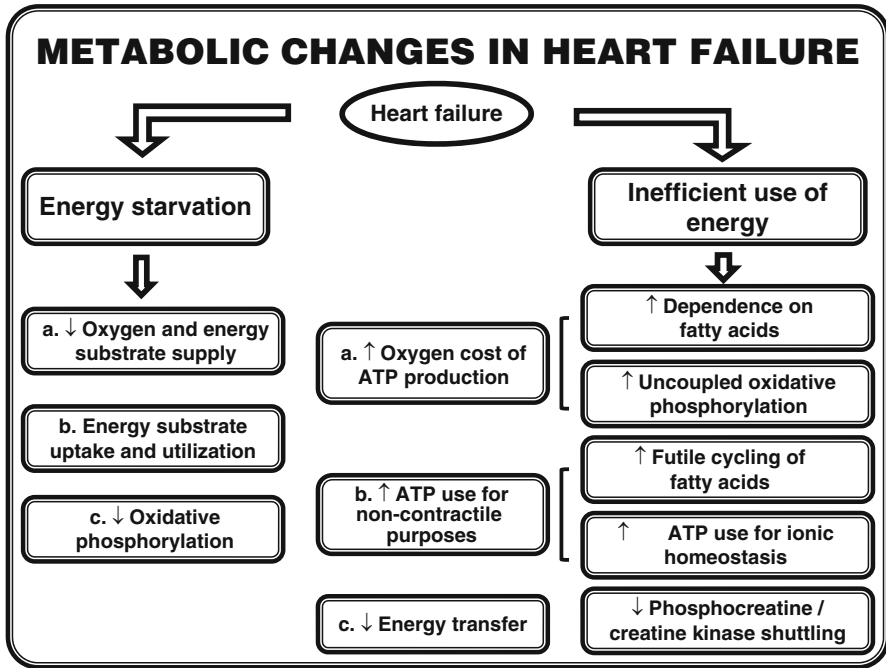 METABOLIC CHANGES IN HEART FAILURE
Heart failure
Energy starvation
a. ↓ Oxygen and energy
substrate supply
b. Energy substrate
uptake and utilization
c. ↓ Oxidative
phosphorylation
Inefficient use of
energy
a. ↑ Oxygen cost of
ATP production
↑ Dependence on
fatty acids
↑ Uncoupled oxidative
phosphorylation
b. ↑ ATP use for
non-contractile
purposes
↑ Futile cycling of
fatty acids
↑ ATP use for ionic
homeostasis
c. ↓ Energy transfer
↓ Phosphocreatine /
creatine kinase shuttling